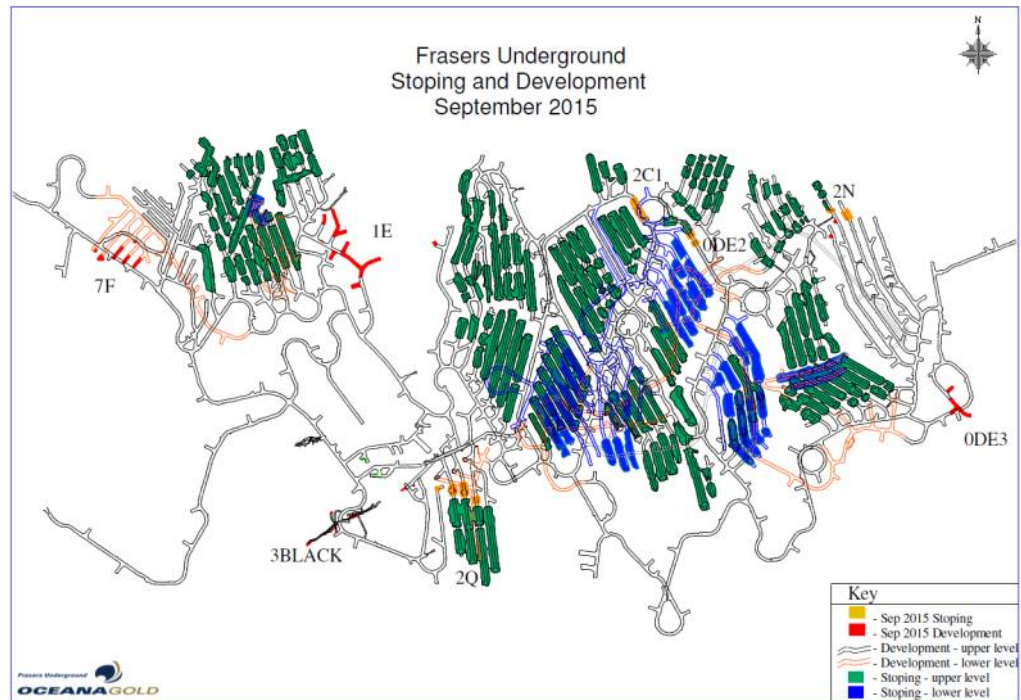 Frasers Underground
Stoping and Development
September 2015
N
2C1
2N
1E
0DE2
7F
0DE3
3BLACK
2Q
Key
- Sep 2015 Stoping
- Sep 2015 Development
- Development - upper level
- Development - lower level
- Stoping - upper level
- Stoping - lower level
Frasers Underground
OCEANAGOLD